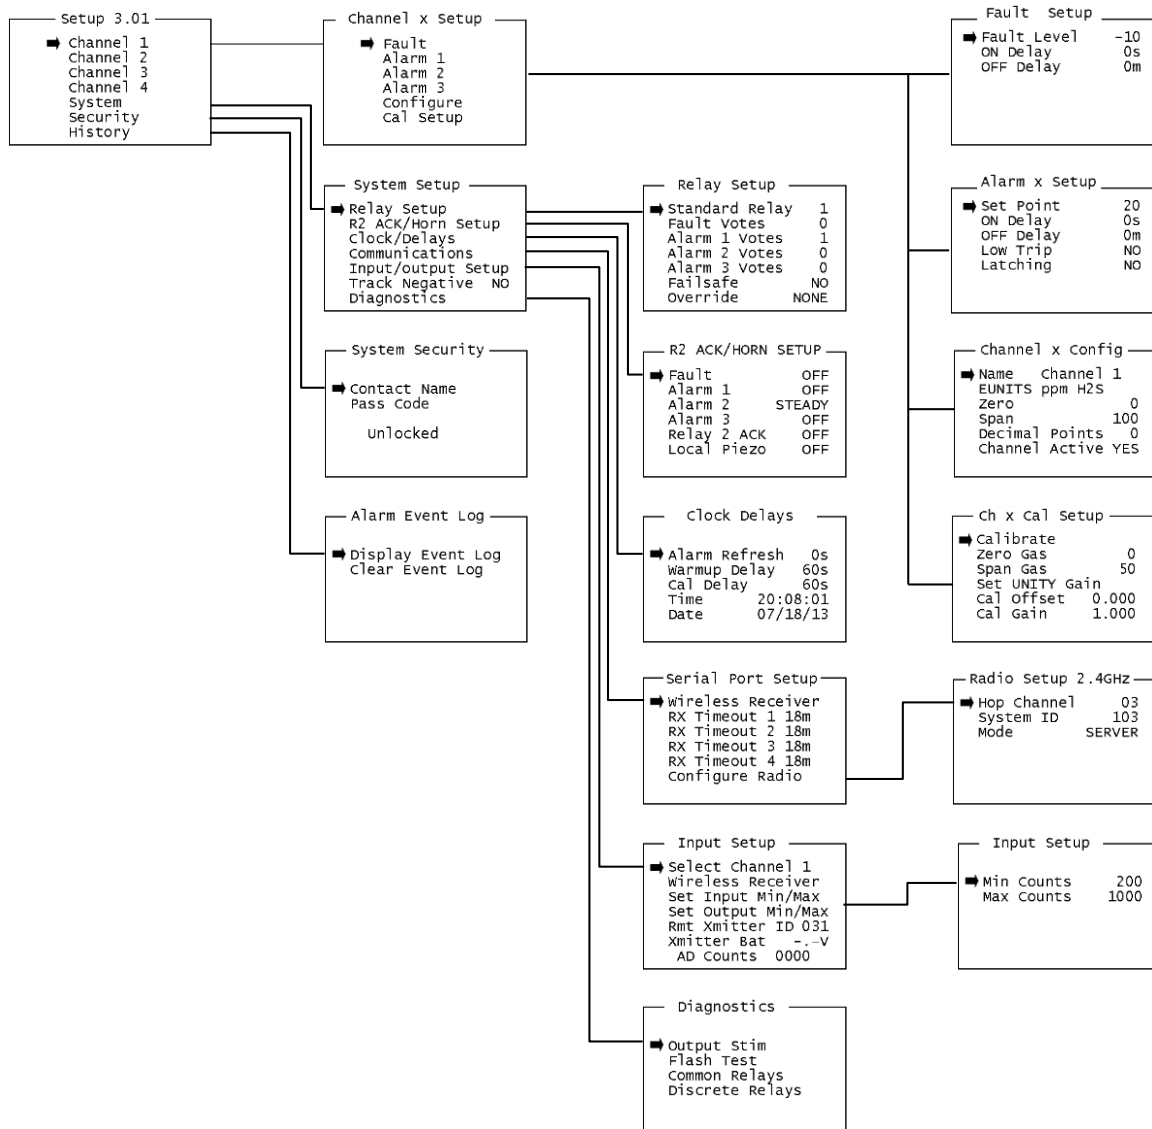 Setup 3.01
Channel 1
Channel 2
Channel 3
Channel 4
System
Security
History
Channel x Setup
Fault
Alarm 1
Alarm 2
Alarm 3
Configure
Cal Setup
Fault Setup
Fault Level -10
ON Delay 0s
OFF Delay 0m
System Setup
Relay Setup
R2 ACK/Horn Setup
Clock/Delays
Communications
Input/output Setup
Track Negative NO
Diagnostics
Relay Setup
Standard Relay 1
Fault Votes 0
Alarm 1 Votes 1
Alarm 2 Votes 0
Alarm 3 Votes 0
Failsafe NO
Override NONE
Alarm x Setup
Set Point 20
ON Delay 0s
OFF Delay 0m
Low Trip NO
Latching NO
System Security
Contact Name
Pass Code
Unlocked
R2 ACK/HORN SETUP
Fault OFF
Alarm 1 OFF
Alarm 2 STEADY
Alarm 3 OFF
Relay 2 ACK OFF
Local Piezo OFF
Channel x Config
Name Channel 1
EUNITS ppm H2S
Zero 0
Span 100
Decimal Points 0
Channel Active YES
Alarm Event Log
Display Event Log
Clear Event Log
Clock Delays
Alarm Refresh 0s
Warmup Delay 60s
Cal Delay 60s
Time 20:08:01
Date 07/18/13
Ch x Cal Setup
Calibrate
Zero Gas 0
Span Gas 50
Set UNITY Gain
Cal Offset 0.000
Cal Gain 1.000
Serial Port Setup
Wireless Receiver
RX Timeout 1 18m
RX Timeout 2 18m
RX Timeout 3 18m
RX Timeout 4 18m
Configure Radio
Radio Setup 2.4GHz
Hop Channel 03
System ID 103
Mode SERVER
Input Setup
Select Channel 1
Wireless Receiver
Set Input Min/Max
Set Output Min/Max
Rmt Xmitter ID 031
Xmitter Bat -.-V
AD Counts 0000
Input Setup
Min Counts 200
Max Counts 1000
Diagnostics
Output Stim
Flash Test
Common Relays
Discrete Relays